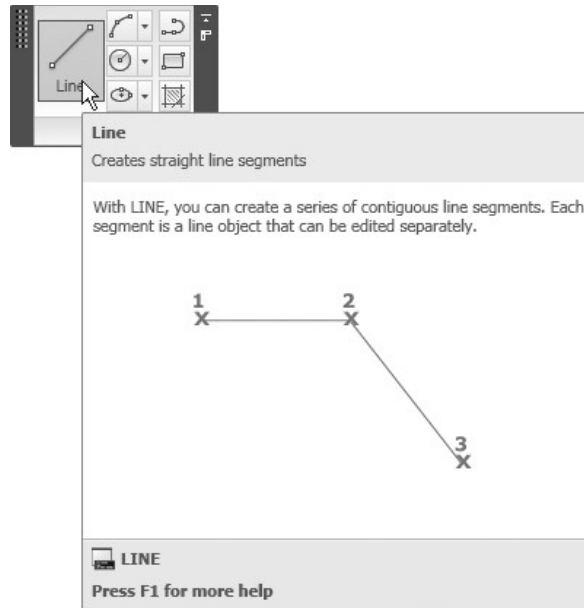 Line
Line
Creates straight line segments
With LINE, you can create a series of contiguous line segments. Each
segment is a line object that can be edited separately.
1
2
3
LINE
Press F1 for more help